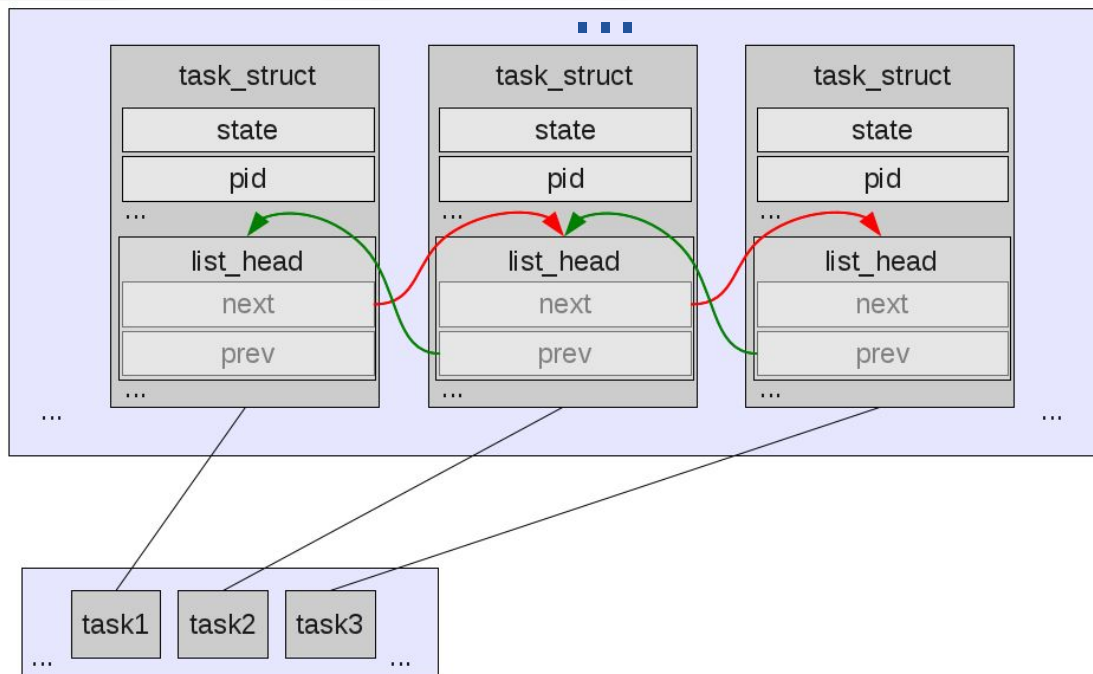 ...
task_struct task_struct task_struct
state state state
pid pid pid
... ... ...
list_head list_head list_head
next next next
prev prev prev
... ... ...
... ...
task1 task2 task3
... ...